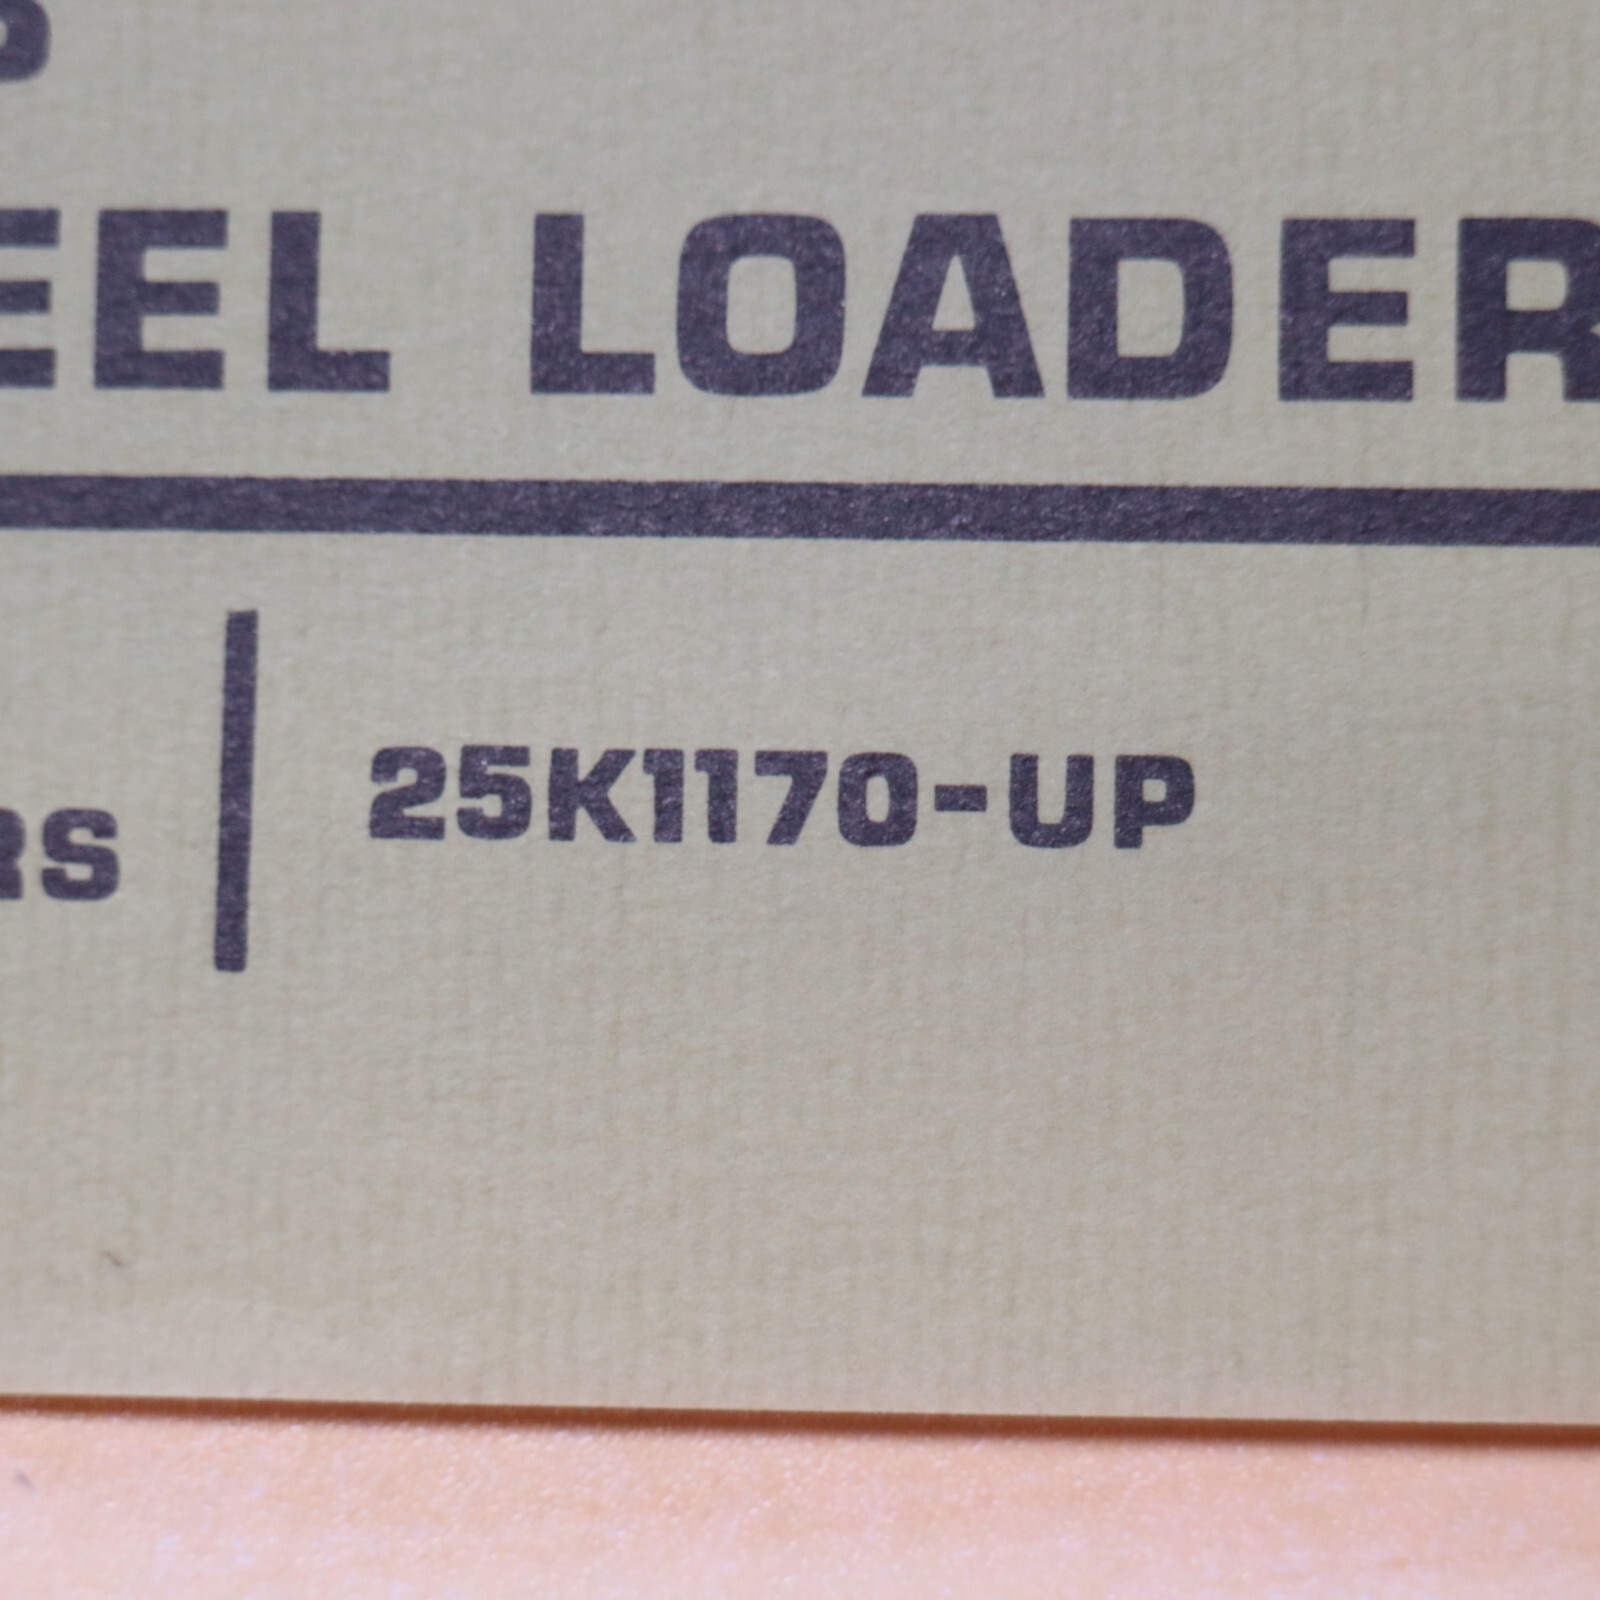 EEL LOADER
RS
25K1170-UP